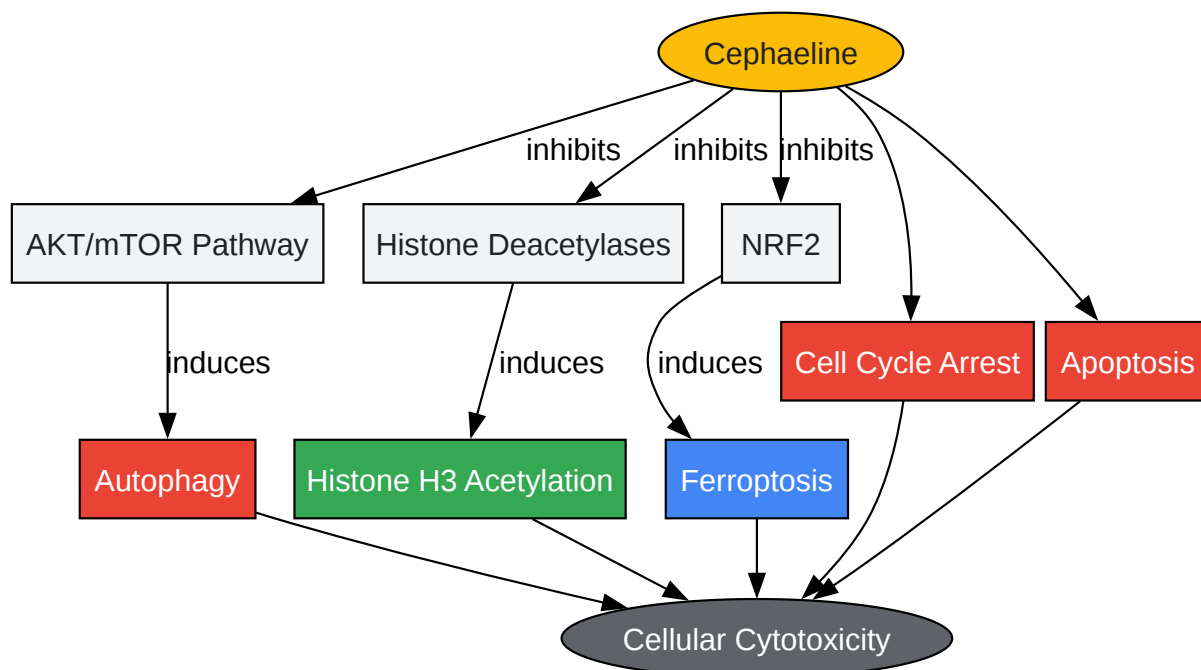 Cephaeline
inhibits
inhibits
inhibits
AKT/mTOR Pathway
Histone Deacetylases
NRF2
induces
induces
induces
Cell Cycle Arrest
Apoptosis
Autophagy
Histone H3 Acetylation
Ferroptosis
Cellular Cytotoxicity